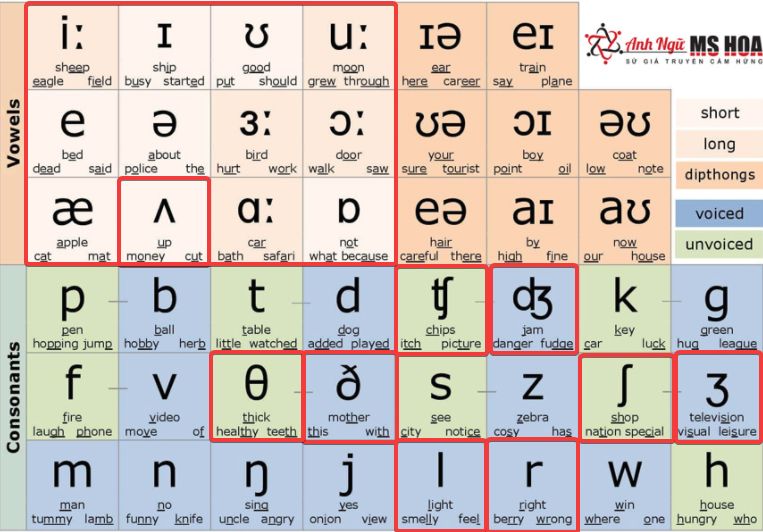 iː ɪ ʊ uː ɪə eɪ
sheep ship good moon ear train
eagle field busy started put should grew through here career say plane
Anh Ngữ MS HOA
SỨ GIẢ TRUYỀN CẢM HỨNG
Vowels
e ə ɜː ɔː ʊə ɔɪ əʊ
bed about bird door your boy coat
dead said police the hurt work walk saw sure tourist point oil low note
æ ʌ ɑː ɒ eə aɪ aʊ
apple up car not hair by now
cat mat money cut bath safari what because careful there high fine our house
short
long
dipthongs
voiced
unvoiced
Consonants
p b t d ʧ ʤ k g
pen ball table dog chips jam key green
hopping jump hobby herb little watched added played itch picture danger fudge car luck hug league
f v θ ð s z ʃ ʒ
fire video thick mother see zebra shop television
laugh phone move of healthy teeth this with city notice cosy has nation special visual leisure
m n ŋ j l r w h
man no sing yes light right win house
tummy lamb funny knife uncle angry onion view smelly feel berry wrong where one hungry who